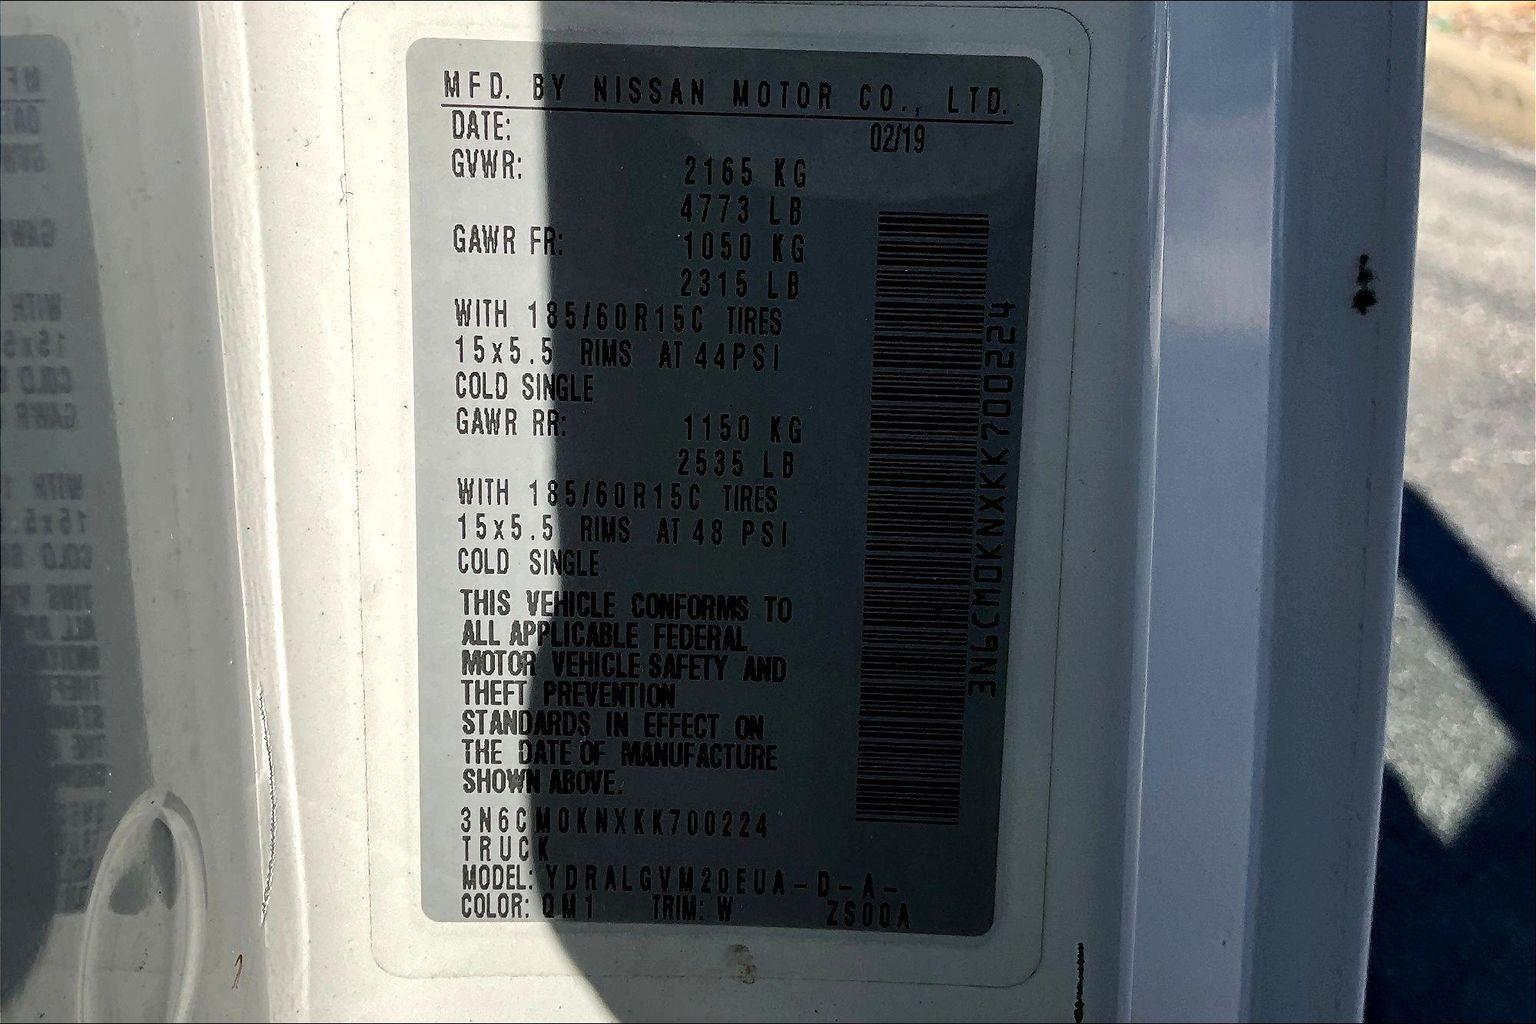 MFD. BY NISSAN MOTOR CO., LTD.
DATE: 02/19
GVWR: 2165 KG
4773 LB
GAWR FR: 1050 KG
2315 LB
WITH 185/60R15C TIRES
15x5.5 RIMS AT 44PSI
COLD SINGLE
GAWR RR: 1150 KG
2535 LB
WITH 185/60R15C TIRES
15x5.5 RIMS AT 48 PSI
COLD SINGLE
THIS VEHICLE CONFORMS TO
ALL APPLICABLE FEDERAL
MOTOR VEHICLE SAFETY AND
THEFT PREVENTION
STANDARDS IN EFFECT ON
THE DATE OF MANUFACTURE
SHOWN ABOVE.
3N6CM0KNXKK700224
TRUCK
MODEL: YDRALGVM20EUA-D-A-
COLOR: QM1 TRIM: W ZS00A
3N6CM0KNXKK700224